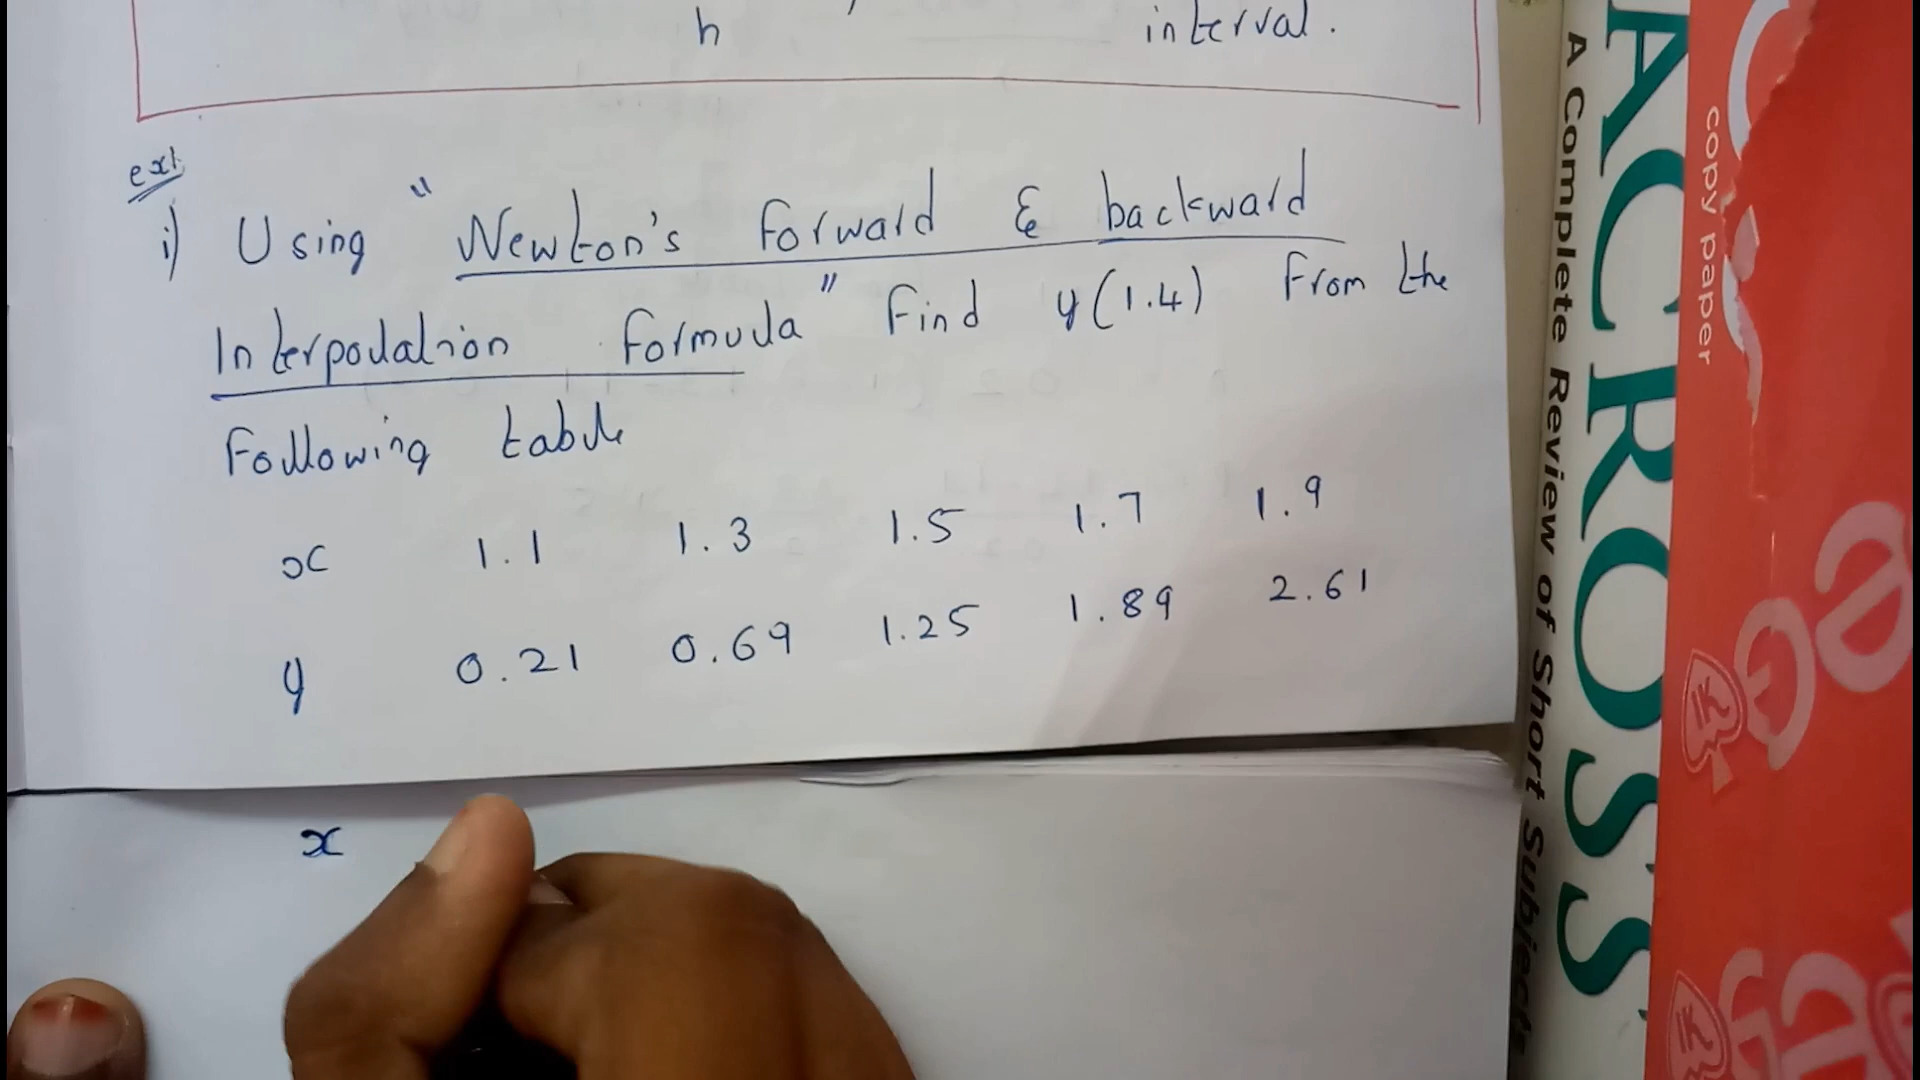 h
interval.
ex1.
i) Using "Newton's Forward & backward
Interpolation Formula" Find y(1.4) From the
Following table
x 1.1 1.3 1.5 1.7 1.9
y 0.21 0.69 1.25 1.89 2.61
x
ACROSS
A Complete Review of Short Subjects
copy paper